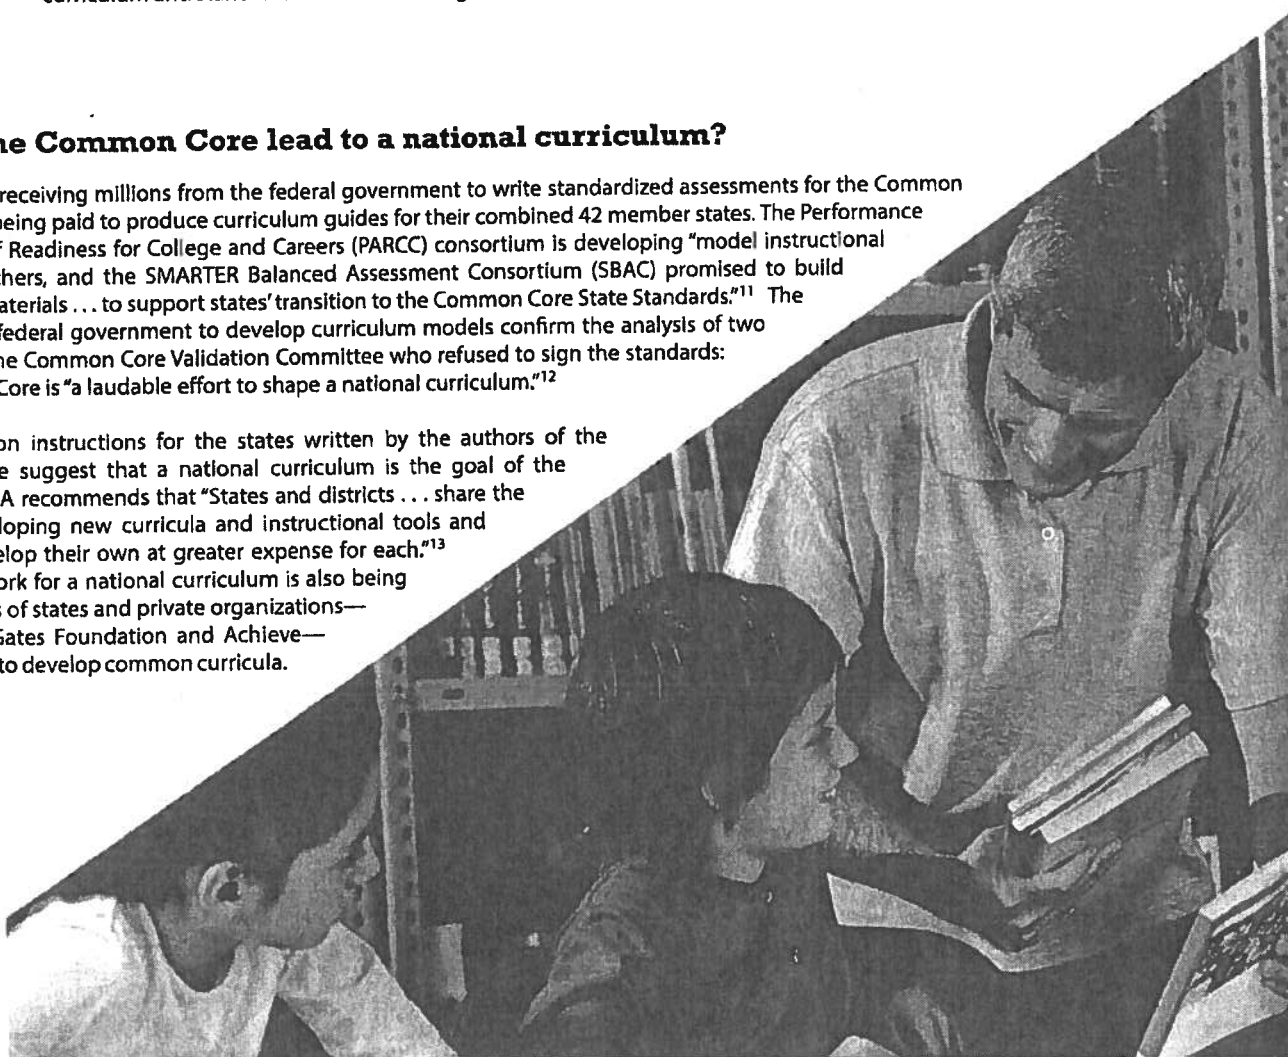 ne Common Core lead to a national curriculum?
receiving millions from the federal government to write standardized assessments for the Common
eing paid to produce curriculum guides for their combined 42 member states. The Performance
f Readiness for College and Careers (PARCC) consortium is developing "model instructional
hers, and the SMARTER Balanced Assessment Consortium (SBAC) promised to build
aterials ... to support states' transition to the Common Core State Standards."11 The
federal government to develop curriculum models confirm the analysis of two
ne Common Core Validation Committee who refused to sign the standards:
Core is "a laudable effort to shape a national curriculum."12
on instructions for the states written by the authors of the
e suggest that a national curriculum is the goal of the
A recommends that "States and districts ... share the
loping new curricula and instructional tools and
elop their own at greater expense for each."13
ork for a national curriculum is also being
s of states and private organizations—
Gates Foundation and Achieve—
to develop common curricula.